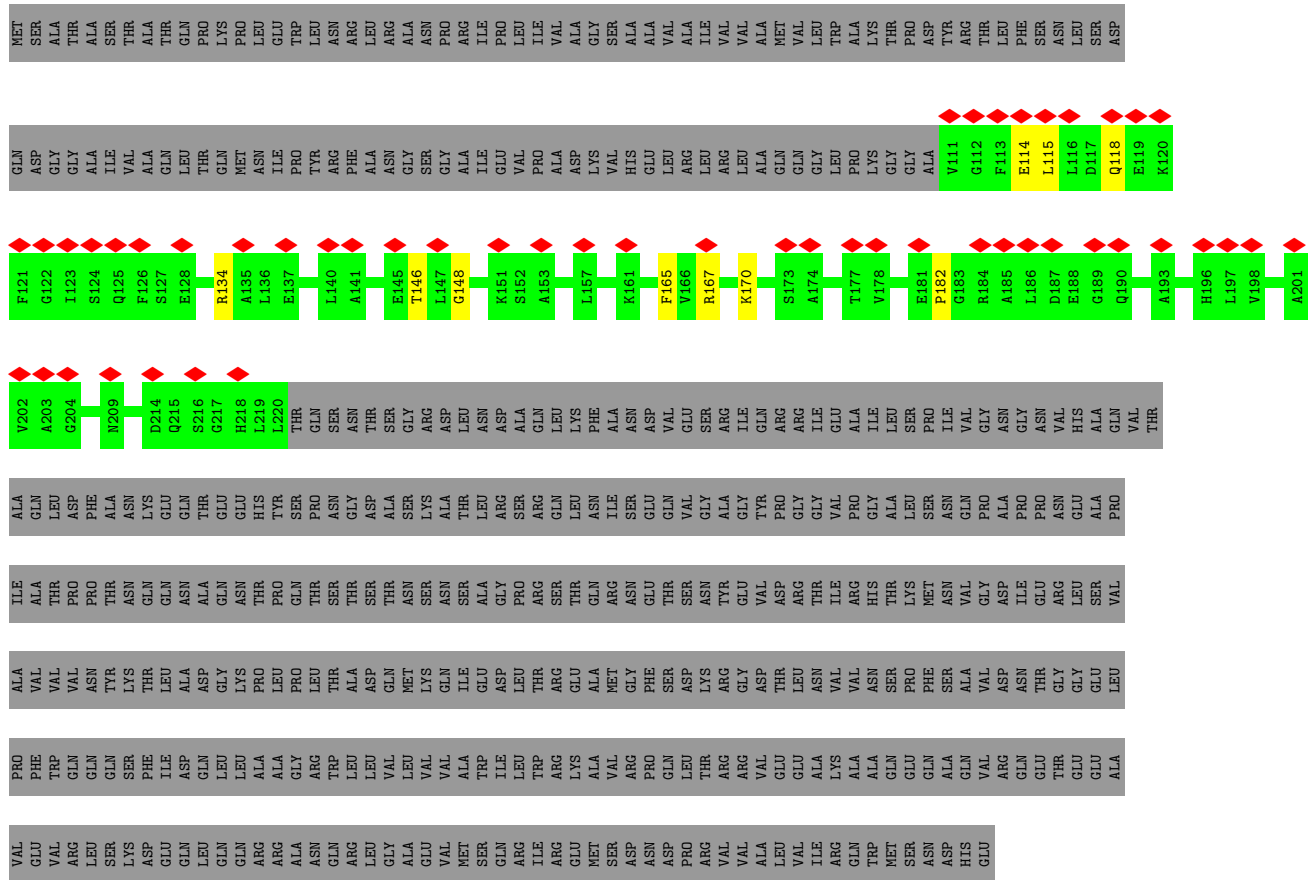 MET SER ALA THR ALA SER THR ALA THR GLN PRO LYS PRO LEU GLU TRP LEU ASN ARG LEU ARG ALA ASN PRO ARG ILE PRO LEU ILE VAL ALA GLY SER ALA ALA VAL ALA ILE VAL VAL ALA MET VAL LEU TRP ALA LYS THR PRO ASP TYR ARG THR LEU PHE SER ASN LEU SER ASP
GLN ASP GLY GLY ALA ILE VAL ALA GLN LEU THR GLN MET ASN ILE PRO TYR ARG PHE ALA ASN GLY SER GLY ALA ILE GLU VAL PRO ALA ASP LYS VAL HIS GLU LEU ARG LEU ARG LEU ALA GLN GLN GLY LEU PRO LYS GLY GLY ALA V111 G112 F113 E114 L115 L116 D117 Q118 E119 K120
F121 G122 I123 S124 Q125 F126 S127 E128 R134 A135 L136 E137 L140 A141 E145 T146 L147 G148 K151 S152 A153 L157 K161 F165 V166 R167 K170 S173 A174 T177 V178 E181 P182 G183 R184 A185 L186 D187 E188 G189 Q190 A193 H196 L197 V198 A201
V202 A203 G204 N209 D214 Q215 S216 G217 H218 L219 L220 THR GLN SER ASN THR SER GLY ARG ASP LEU ASN ASP ALA GLN LEU LYS PHE ALA ASN ASP VAL GLU SER ARG ILE GLN ARG ARG ILE GLU ALA ILE LEU SER PRO ILE VAL GLY ASN GLY ASN VAL HIS ALA GLN VAL THR
ALA GLN LEU ASP PHE ALA ASN LYS GLU GLN THR GLU GLU HIS TYR SER PRO ASN GLY ASP ALA SER LYS ALA THR LEU ARG SER ARG GLN LEU ASN ILE SER GLU GLN VAL GLY ALA GLY TYR PRO GLY GLY VAL PRO GLY ALA LEU SER ASN GLN PRO ALA PRO PRO ASN GLU ALA PRO
ILE ALA THR PRO PRO THR ASN GLN GLN ASN ALA GLN ASN THR PRO GLN THR SER THR SER THR ASN SER ASN SER ALA GLY PRO ARG SER THR GLN ARG ASN GLU THR SER ASN TYR GLU VAL ASP ARG THR ILE ARG HIS THR LYS MET ASN VAL GLY ASP ILE GLU ARG LEU SER VAL
ALA VAL VAL VAL ASN TYR LYS THR LEU ALA ASP GLY LYS PRO LEU PRO LEU THR ALA ASP GLN MET LYS GLN ILE GLU ASP LEU THR ARG GLU ALA MET GLY PHE SER ASP LYS ARG GLY ASP THR LEU ASN VAL VAL ASN SER PRO PHE SER ALA VAL ASP ASN THR GLY GLY GLU LEU
PRO PHE TRP GLN GLN GLN SER PHE ILE ASP GLN LEU LEU ALA ALA GLY ARG TRP LEU LEU VAL LEU VAL VAL ALA TRP ILE LEU TRP ARG LYS ALA VAL ARG PRO GLN LEU THR ARG ARG VAL GLU GLU ALA LYS ALA ALA GLN GLU GLN ALA GLN VAL ARG GLN GLU THR GLU GLU ALA
VAL GLU VAL ARG LEU SER LYS ASP GLU GLN LEU GLN GLN ARG ARG ALA ASN GLN ARG LEU GLY ALA GLU VAL MET SER GLN ARG ILE ARG GLU MET SER ASP ASN ASP PRO ARG VAL VAL ALA LEU VAL ILE ARG GLN TRP MET SER ASN ASP HIS GLU